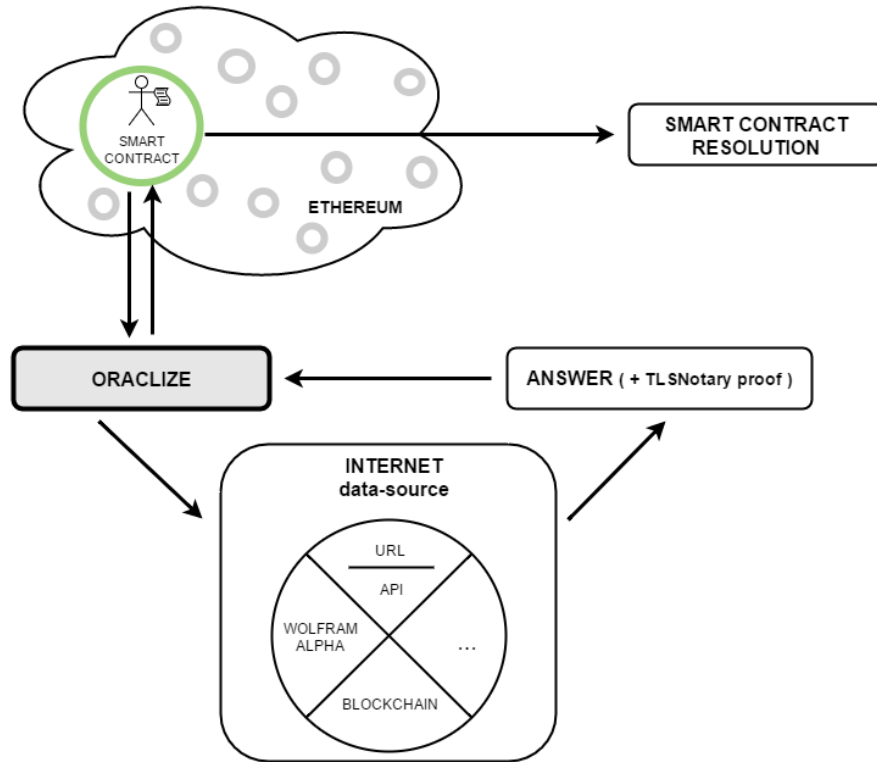 SMART
CONTRACT
SMART CONTRACT
RESOLUTION
ETHEREUM
ORACLIZE
ANSWER ( + TLSNotary proof )
INTERNET
data-source
URL
API
WOLFRAM
ALPHA
...
BLOCKCHAIN